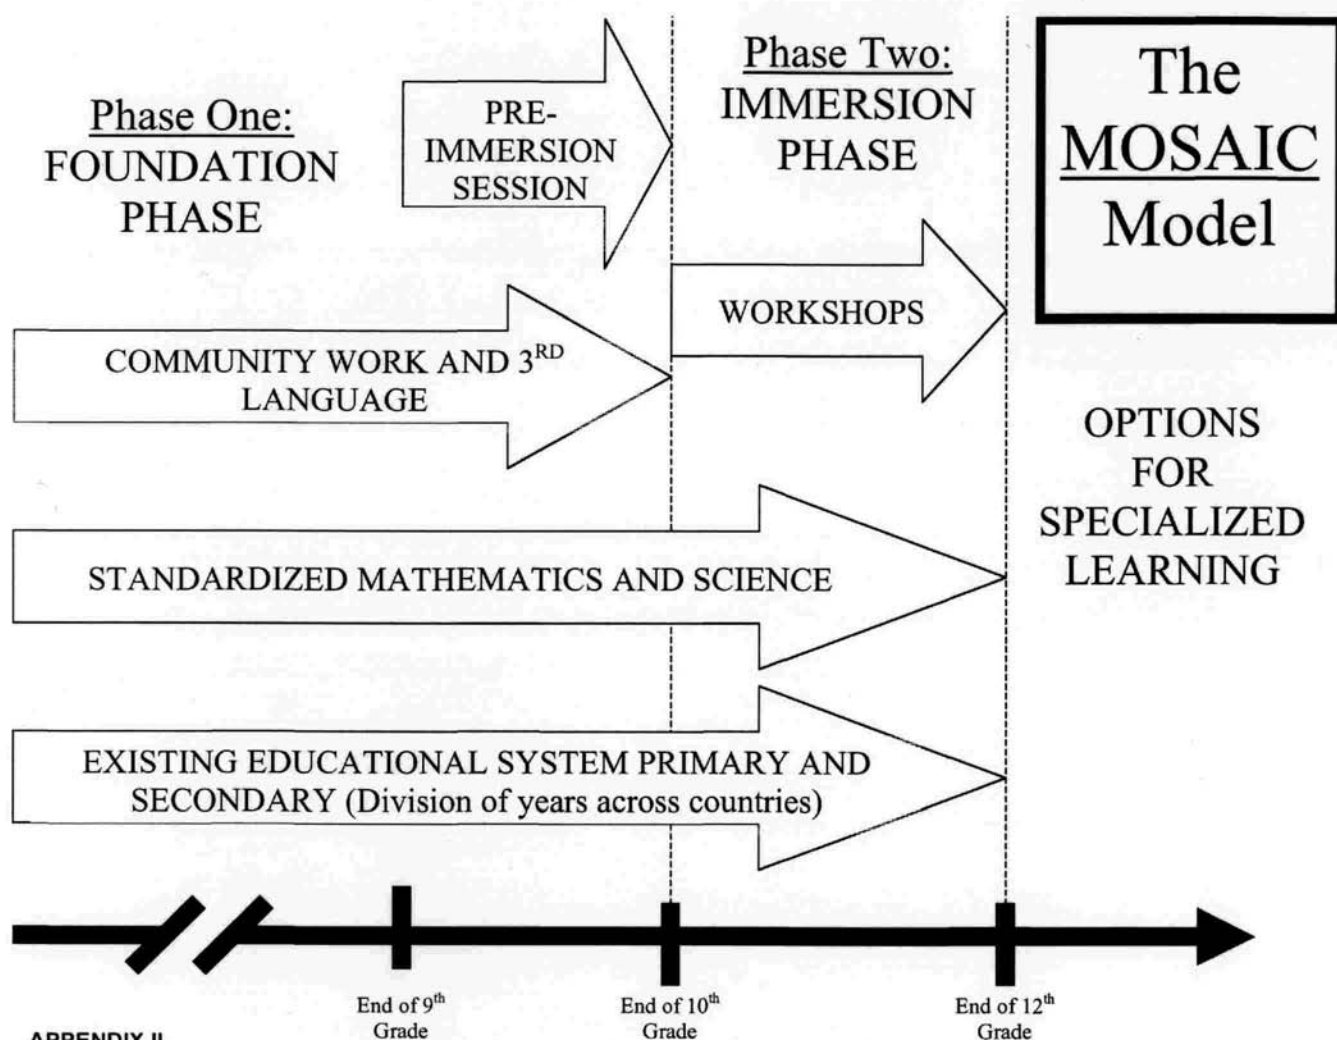 Phase One:
FOUNDATION
PHASE
PRE-
IMMERSION
SESSION
Phase Two:
IMMERSION
PHASE
The
MOSAIC
Model
WORKSHOPS
COMMUNITY WORK AND 3RD
LANGUAGE
OPTIONS
FOR
SPECIALIZED
LEARNING
STANDARDIZED MATHEMATICS AND SCIENCE
EXISTING EDUCATIONAL SYSTEM PRIMARY AND
SECONDARY (Division of years across countries)
End of 9th
Grade
End of 10th
Grade
End of 12th
Grade
APPENDIX II